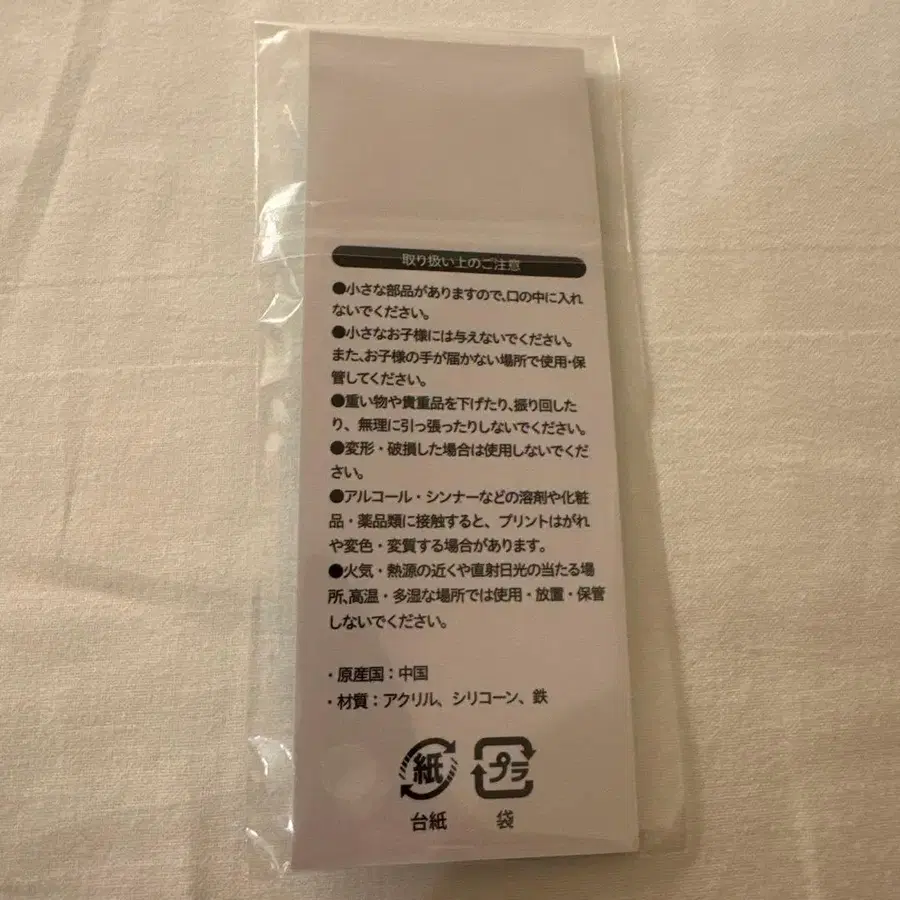 取り扱い上のご注意
●小さな部品がありますので、口の中に入れ
ないでください。
●小さなお子様には与えないでください。
また、お子様の手が届かない場所で使用・保
管してください。
●重い物や貴重品を下げたり、振り回した
り、無理に引っ張ったりしないでください。
●変形・破損した場合は使用しないでくだ
さい。
●アルコール・シンナーなどの溶剤や化粧
品・薬品類に接触すると、プリントはがれ
や変色・変質する場合があります。
●火気・熱源の近くや直射日光の当たる場
所、高温・多湿な場所では使用・放置・保管
しないでください。
・原産国：中国
・材質：アクリル、シリコーン、鉄
紙 プラ
台紙 袋